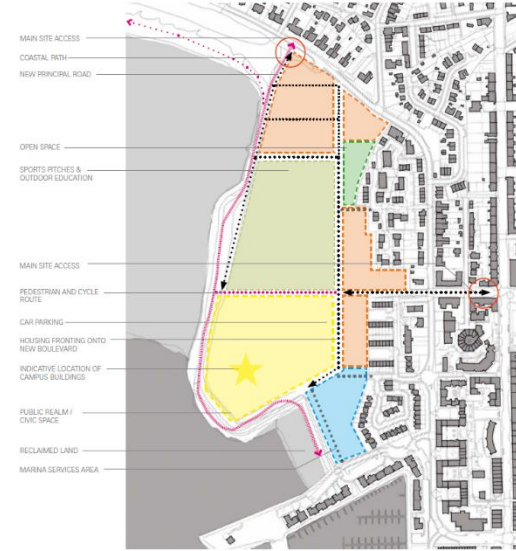 MAIN SITE ACCESS
COASTAL PATH
NEW PRINCIPAL ROAD
OPEN SPACE
SPORTS PITCHES &
OUTDOOR EDUCATION
MAIN SITE ACCESS
PEDESTRIAN AND CYCLE
ROUTE
CAR PARKING
HOUSING FRONTING ONTO
NEW BOULEVARD
INDICATIVE LOCATION OF
CAMPUS BUILDINGS
PUBLIC REALM /
CIVIC SPACE
RECLAIMED LAND
MARINA SERVICES AREA